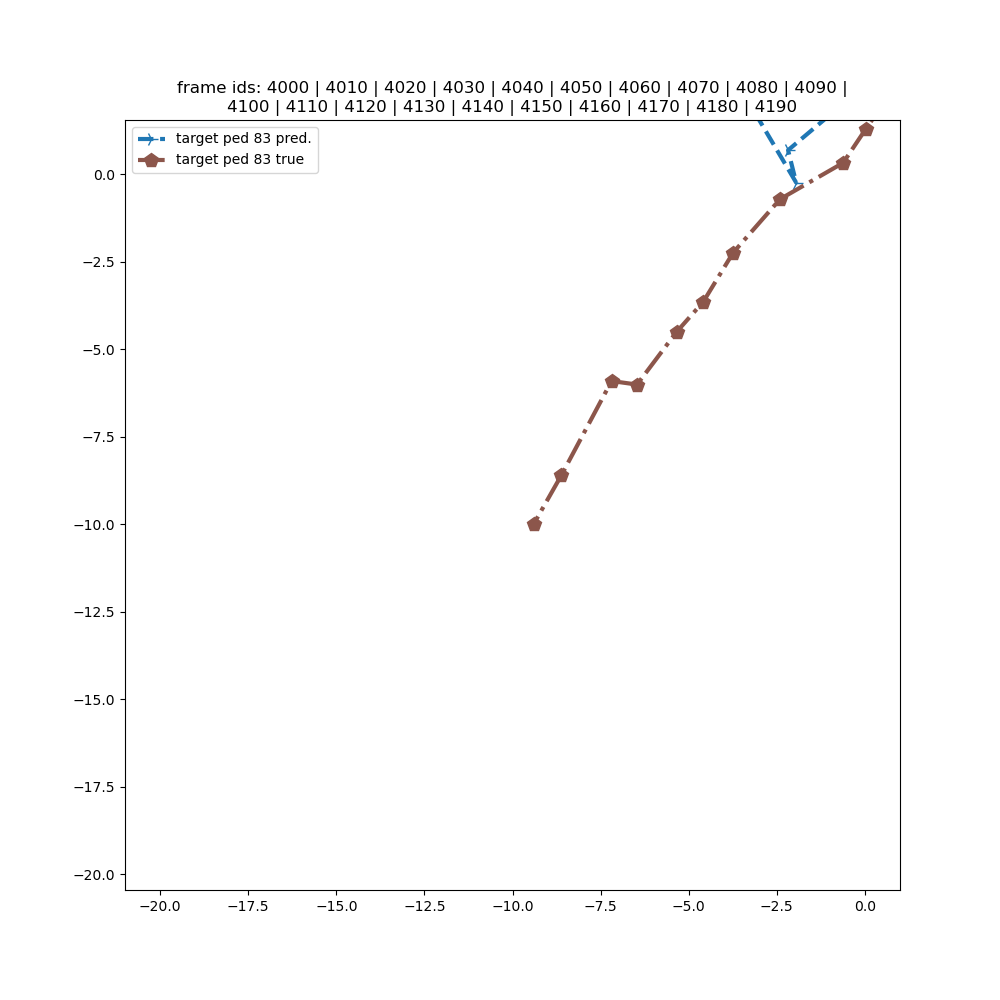 frame ids: 4000 | 4010 | 4020 | 4030 | 4040 | 4050 | 4060 | 4070 | 4080 | 4090 |
4100 | 4110 | 4120 | 4130 | 4140 | 4150 | 4160 | 4170 | 4180 | 4190
target ped 83 pred.
target ped 83 true
0.0
−2.5
−5.0
−7.5
−10.0
−12.5
−15.0
−17.5
−20.0
−20.0 −17.5 −15.0 −12.5 −10.0 −7.5 −5.0 −2.5 0.0